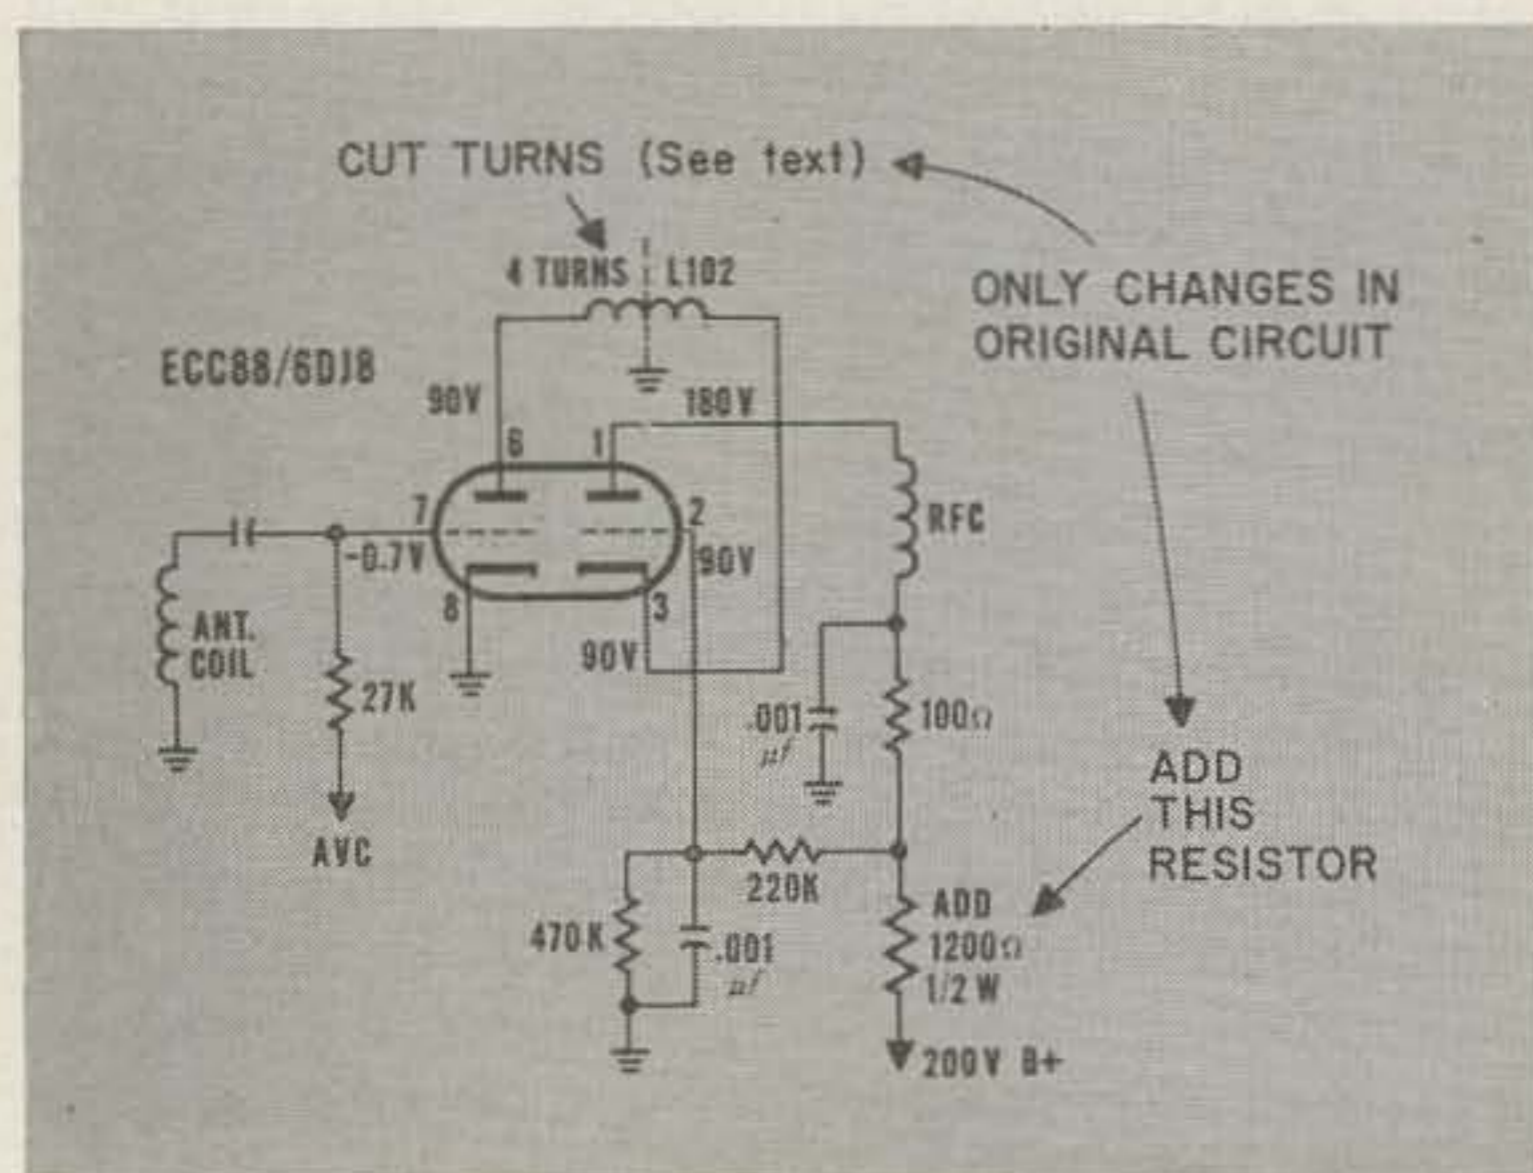 CUT TURNS (See text)
4 TURNS L102
ONLY CHANGES IN
ORIGINAL CIRCUIT
ECC88/6DJ8
90V
180V
6
1
7
2
-0.7V
90V
RFC
8
3
ANT.
COIL
90V
27K
.001
µf
100Ω
ADD
THIS
RESISTOR
AVC
220K
470K
.001
µf
ADD
1200Ω
1/2 W
200V B+